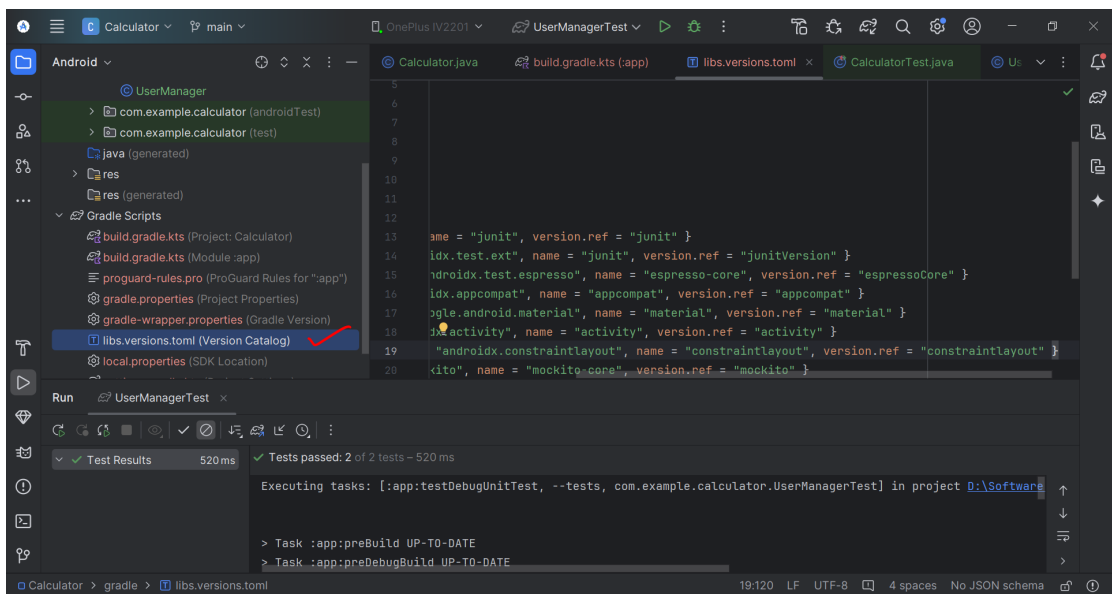 C Calculator main OnePlus IV2201 UserManagerTest
Android
Calculator.java build.gradle.kts (:app) libs.versions.toml CalculatorTest.java Us
UserManager
com.example.calculator (androidTest)
com.example.calculator (test)
java (generated)
res
res (generated)
Gradle Scripts
build.gradle.kts (Project: Calculator)
build.gradle.kts (Module :app)
proguard-rules.pro (ProGuard Rules for ":app")
gradle.properties (Project Properties)
gradle-wrapper.properties (Gradle Version)
libs.versions.toml (Version Catalog)
local.properties (SDK Location)
5
6
7
8
9
10
11
12
13 ame = "junit", version.ref = "junit" }
14 idx.test.ext", name = "junit", version.ref = "junitVersion" }
15 ndroidx.test.espresso", name = "espresso-core", version.ref = "espressoCore" }
16 idx.appcompat", name = "appcompat", version.ref = "appcompat" }
17 ogle.android.material", name = "material", version.ref = "material" }
18 activity", name = "activity", version.ref = "activity" }
19 "androidx.constraintlayout", name = "constraintlayout", version.ref = "constraintlayout" }
20 kito", name = "mockito-core", version.ref = "mockito" }
Run UserManagerTest
Test Results 520 ms
Tests passed: 2 of 2 tests – 520 ms
Executing tasks: [:app:testDebugUnitTest, --tests, com.example.calculator.UserManagerTest] in project D:\Software
> Task :app:preBuild UP-TO-DATE
> Task :app:preDebugBuild UP-TO-DATE
Calculator > gradle > libs.versions.toml 19:120 LF UTF-8 4 spaces No JSON schema